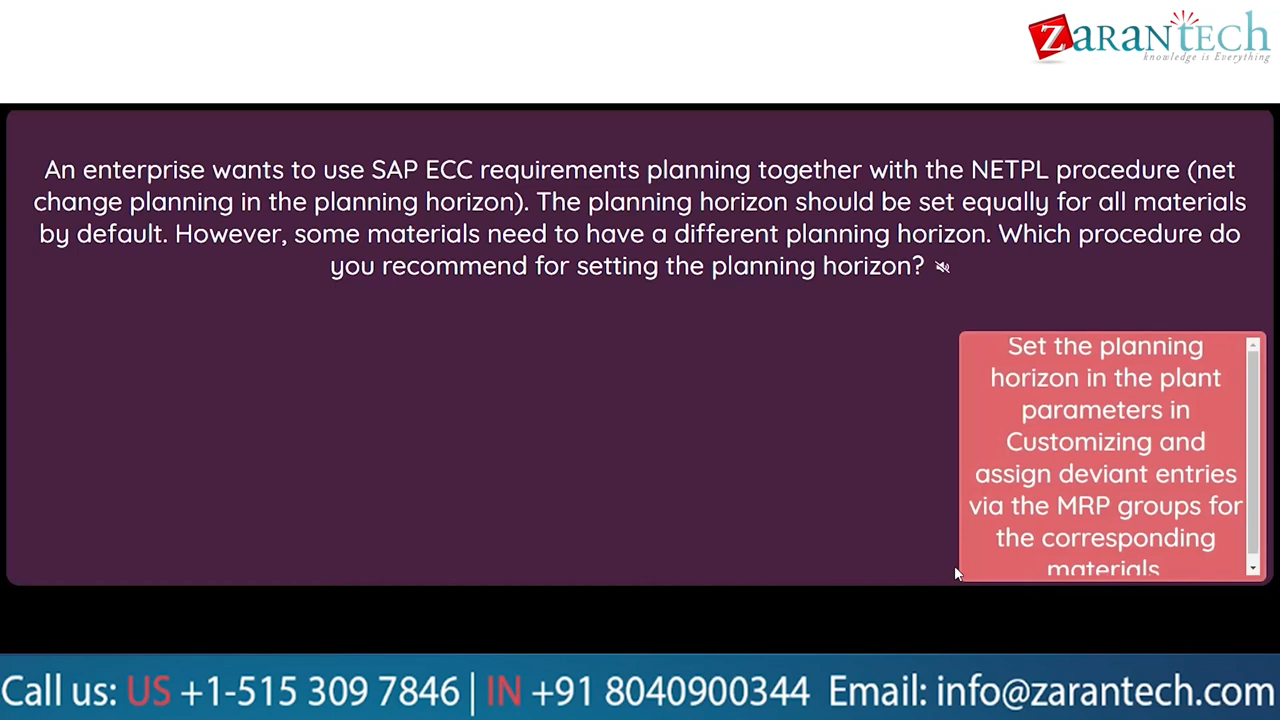 ZARANTECH
knowledge is Everything
An enterprise wants to use SAP ECC requirements planning together with the NETPL procedure (net
change planning in the planning horizon). The planning horizon should be set equally for all materials
by default. However, some materials need to have a different planning horizon. Which procedure do
you recommend for setting the planning horizon?
Set the planning
horizon in the plant
parameters in
Customizing and
assign deviant entries
via the MRP groups for
the corresponding
materials
Call us: US +1-515 309 7846 | IN +91 8040900344 Email: info@zarantech.com